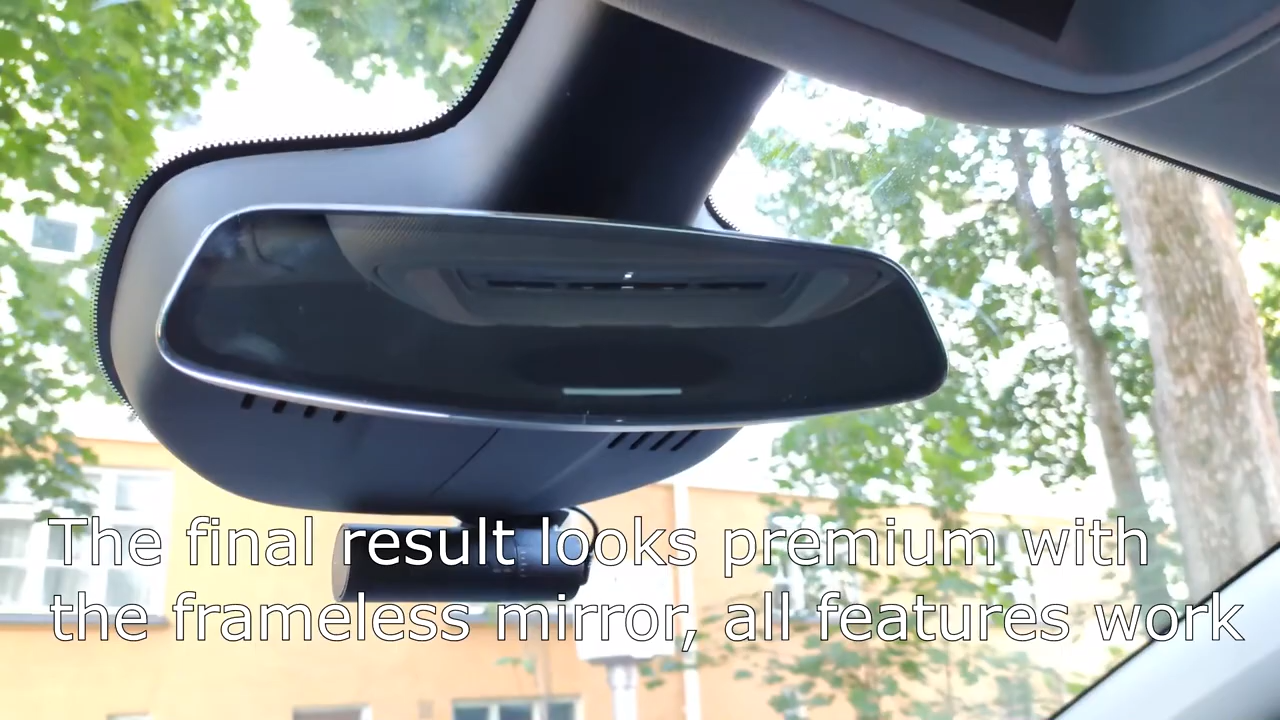 The final result looks premium with
the frameless mirror, all features work